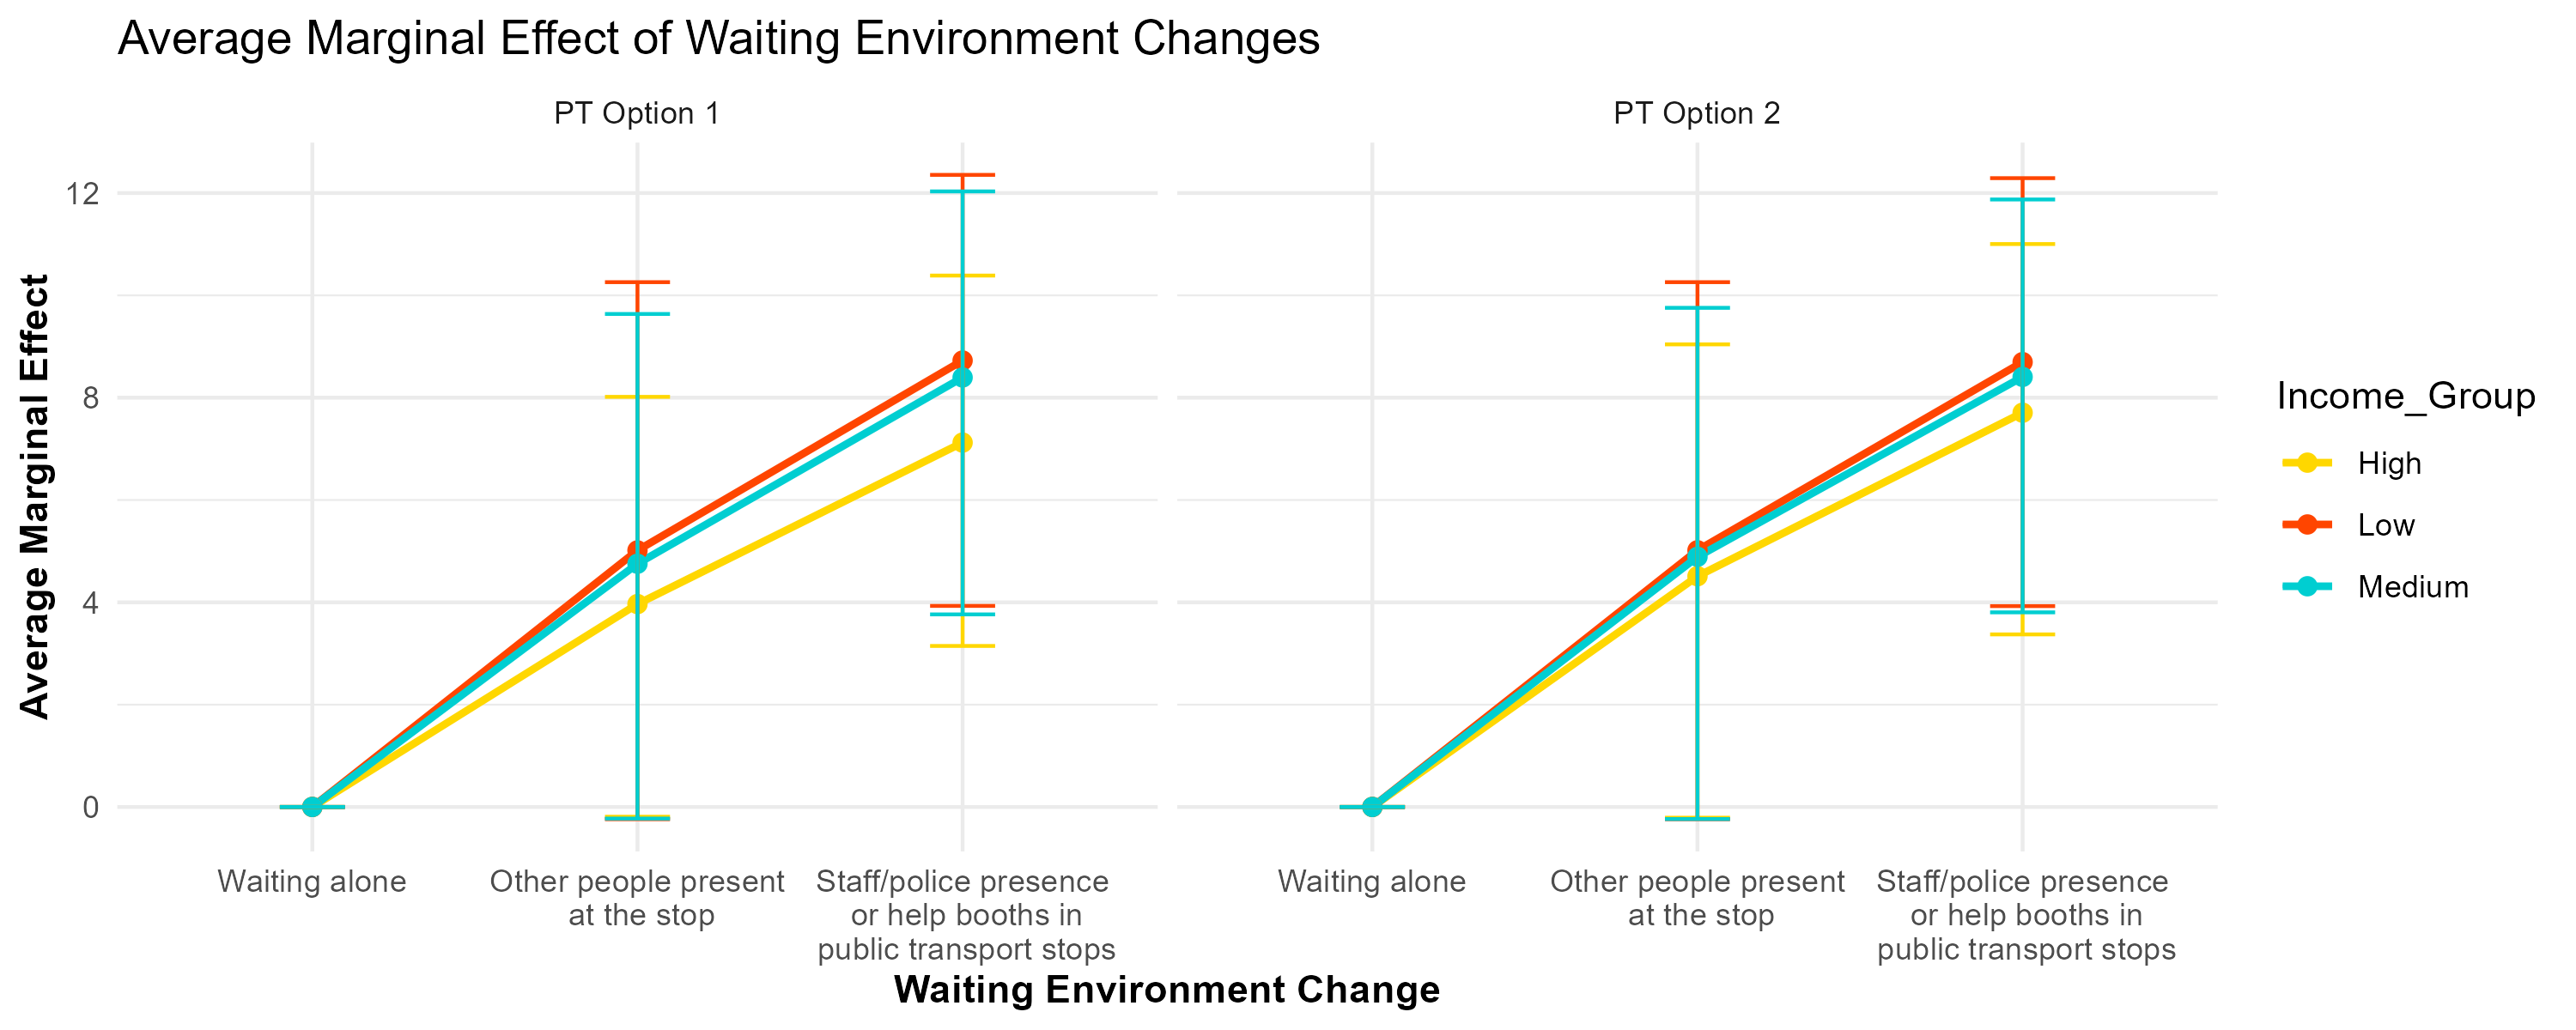 Average Marginal Effect of Waiting Environment Changes
PT Option 1
PT Option 2
Average Marginal Effect
12
8
4
0
Waiting alone
Other people present
at the stop
Staff/police presence
or help booths in
public transport stops
Waiting alone
Other people present
at the stop
Staff/police presence
or help booths in
public transport stops
Waiting Environment Change
Income_Group
High
Low
Medium